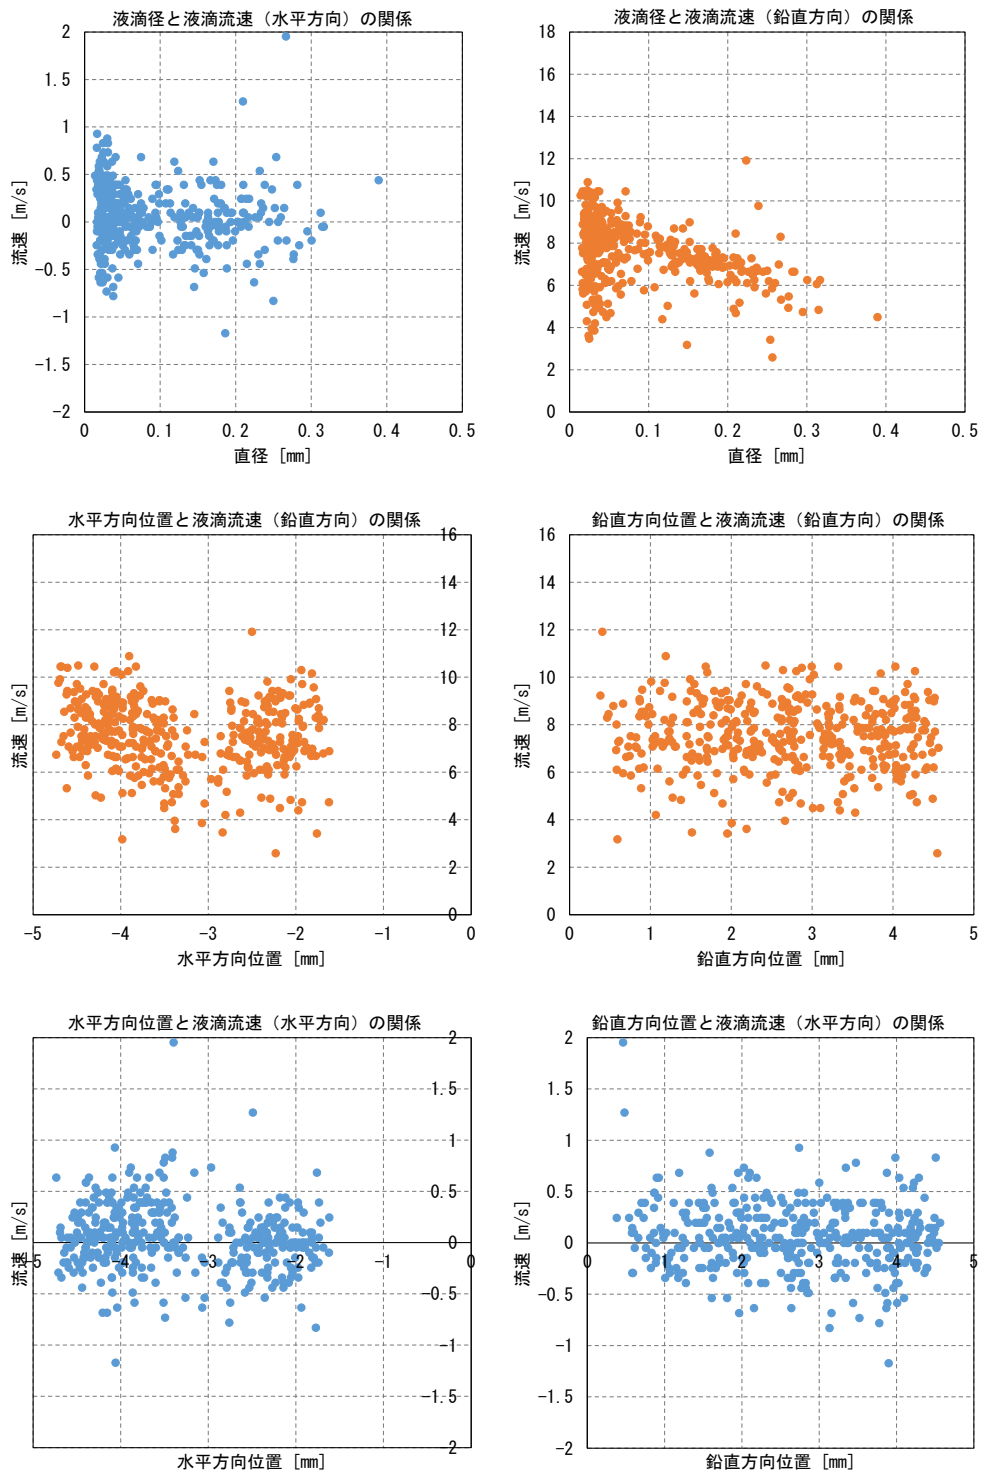 液滴径と液滴流速（水平方向）の関係
2
1.5
1
0.5
0
-0.5
-1
-1.5
-2
流速 [m/s]
0 0.1 0.2 0.3 0.4 0.5
直径 [mm]
液滴径と液滴流速（鉛直方向）の関係
18
16
14
12
10
8
6
4
2
0
流速 [m/s]
0 0.1 0.2 0.3 0.4 0.5
直径 [mm]
水平方向位置と液滴流速（鉛直方向）の関係
16
14
12
10
8
6
4
2
0
流速 [m/s]
-5 -4 -3 -2 -1 0
水平方向位置 [mm]
鉛直方向位置と液滴流速（鉛直方向）の関係
16
14
12
10
8
6
4
2
0
流速 [m/s]
0 1 2 3 4 5
鉛直方向位置 [mm]
水平方向位置と液滴流速（水平方向）の関係
2
1.5
1
0.5
0
-0.5
-1
-1.5
-2
流速 [m/s]
-5 -4 -3 -2 -1 0
水平方向位置 [mm]
鉛直方向位置と液滴流速（水平方向）の関係
2
1.5
1
0.5
0
-0.5
-1
-1.5
-2
流速 [m/s]
0 1 2 3 4 5
鉛直方向位置 [mm]